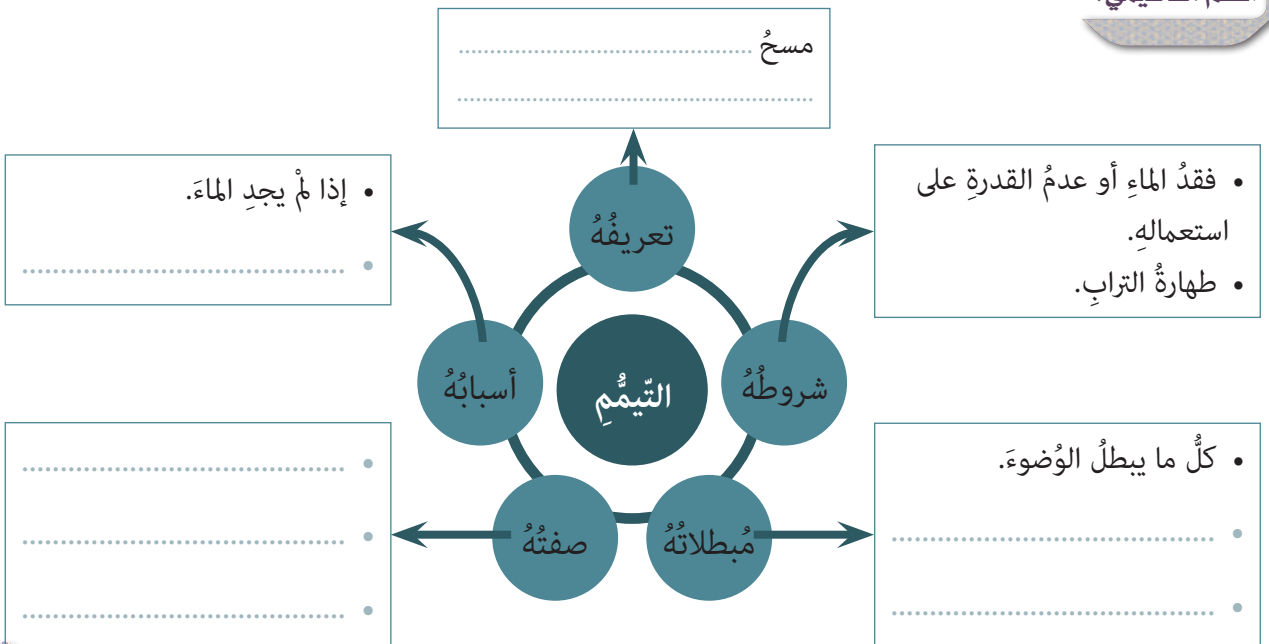 مسحُ ..............................................
........................................................
• فقدُ الماءِ أو عدمُ القدرةِ على
استعمالهِ.
• طهارةُ الترابِ.
• إذا لمْ يجدِ الماءَ.
• ..................................................
تعريفُهُ
شروطُهُ
أسبابُهُ
التّيمُّمِ
• كلُّ ما يبطلُ الوُضوءَ.
• ..................................................
• ..................................................
مُبطلاتُهُ
صفتُهُ
• ..................................................
• ..................................................
• ..................................................